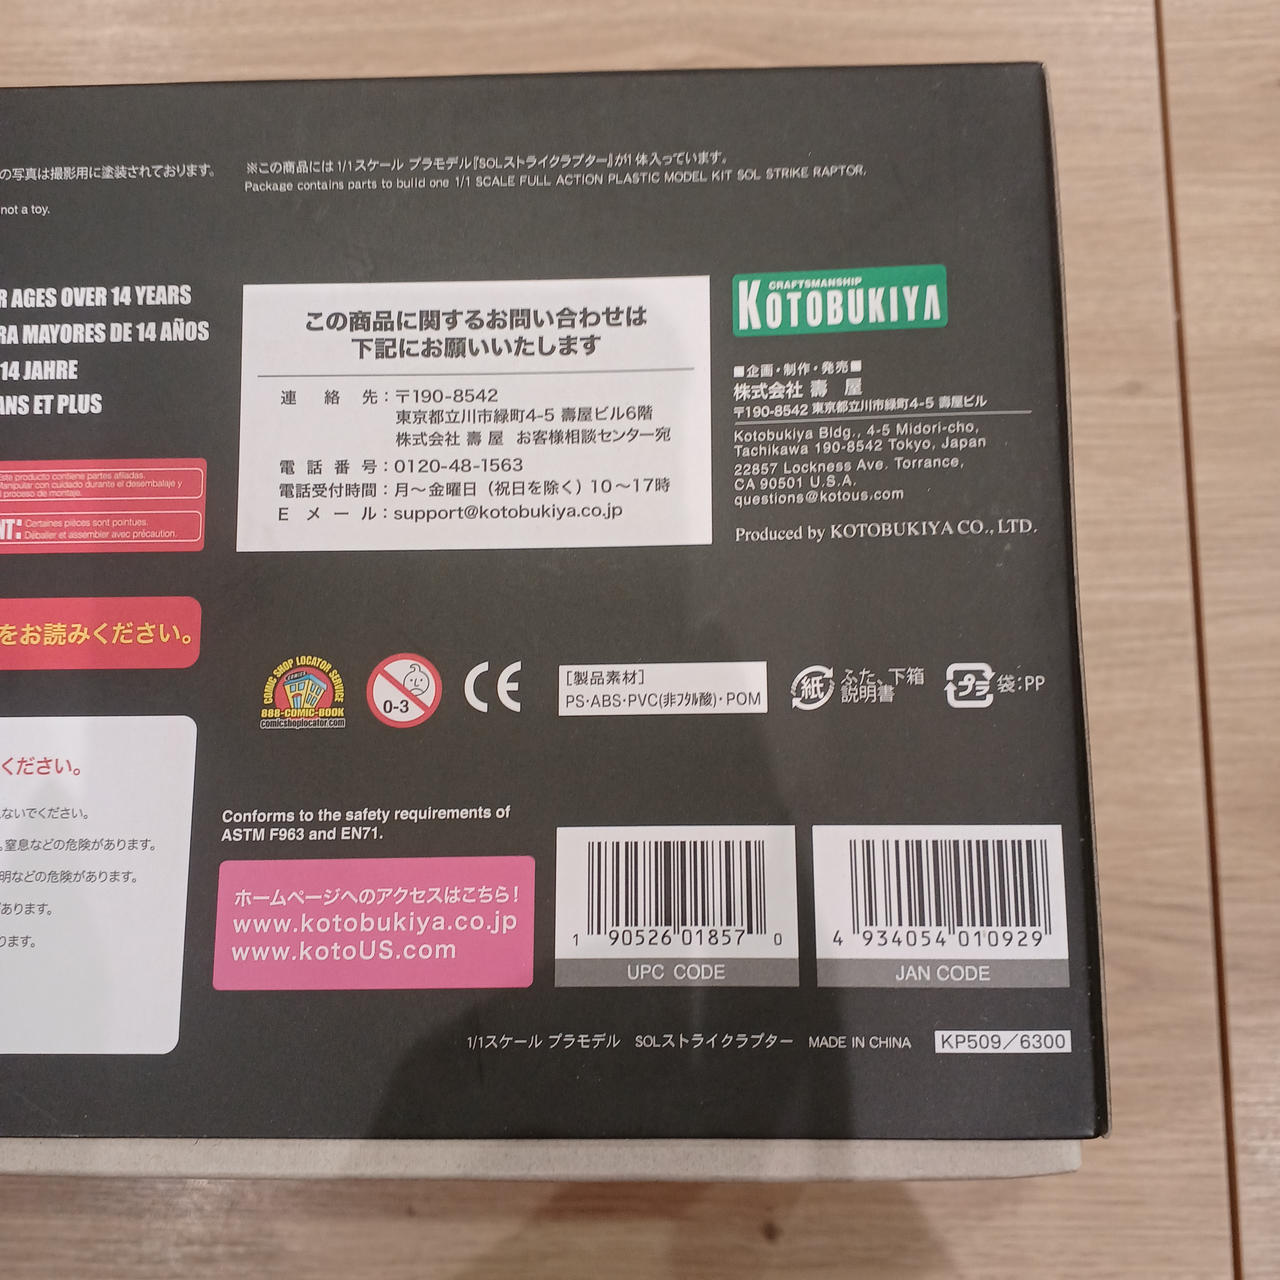 の写真は撮影用に塗装されております。
not a toy.
※この商品には 1/1スケール プラモデル『SOLストライクラプター』が1体入っています。
Package contains parts to build one 1/1 SCALE FULL ACTION PLASTIC MODEL KIT SOL STRIKE RAPTOR.
R AGES OVER 14 YEARS
RA MAYORES DE 14 AÑOS
14 JAHRE
ANS ET PLUS
Este producto contiene partes afiladas.
Manipular con cuidado durante el desembalaje y
l proceso de montaje.
NT: Certaines pièces sont pointues.
Déballer et assembler avec précaution.
をお読みください。
ください。
ないでください。
。窒息などの危険があります。
明などの危険があります。
があります。
ります。
この商品に関するお問い合わせは
下記にお願いいたします
連絡先：〒190-8542
東京都立川市緑町4-5 壽屋ビル6階
株式会社 壽屋 お客様相談センター宛
電話番号：0120-48-1563
電話受付時間：月〜金曜日（祝日を除く）10〜17時
Eメール：support@kotobukiya.co.jp
CRAFTSMANSHIP
KOTOBUKIYA
■企画・制作・発売■
株式会社 壽屋
〒190-8542 東京都立川市緑町4-5 壽屋ビル
Kotobukiya Bldg., 4-5 Midori-cho,
Tachikawa 190-8542 Tokyo, Japan
22857 Lockness Ave. Torrance,
CA 90501 U.S.A.
questions@kotous.com
Produced by KOTOBUKIYA CO., LTD.
COMIC SHOP LOCATOR SERVICE
COMICS
888-COMIC-BOOK
comicshoplocator.com
0-3
CE
［製品素材］
PS・ABS・PVC(非フタル酸)・POM
紙 ふた、下箱
説明書
プラ 袋：PP
Conforms to the safety requirements of
ASTM F963 and EN71.
ホームページへのアクセスはこちら！
www.kotobukiya.co.jp
www.kotoUS.com
1 90526 01857 0
UPC CODE
4 934054 010929
JAN CODE
1/1スケール プラモデル SOLストライクラプター MADE IN CHINA KP509／6300